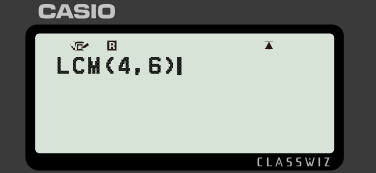 CASIO
√▱⁄ R
LCM(4,6)
CLASSWIZ